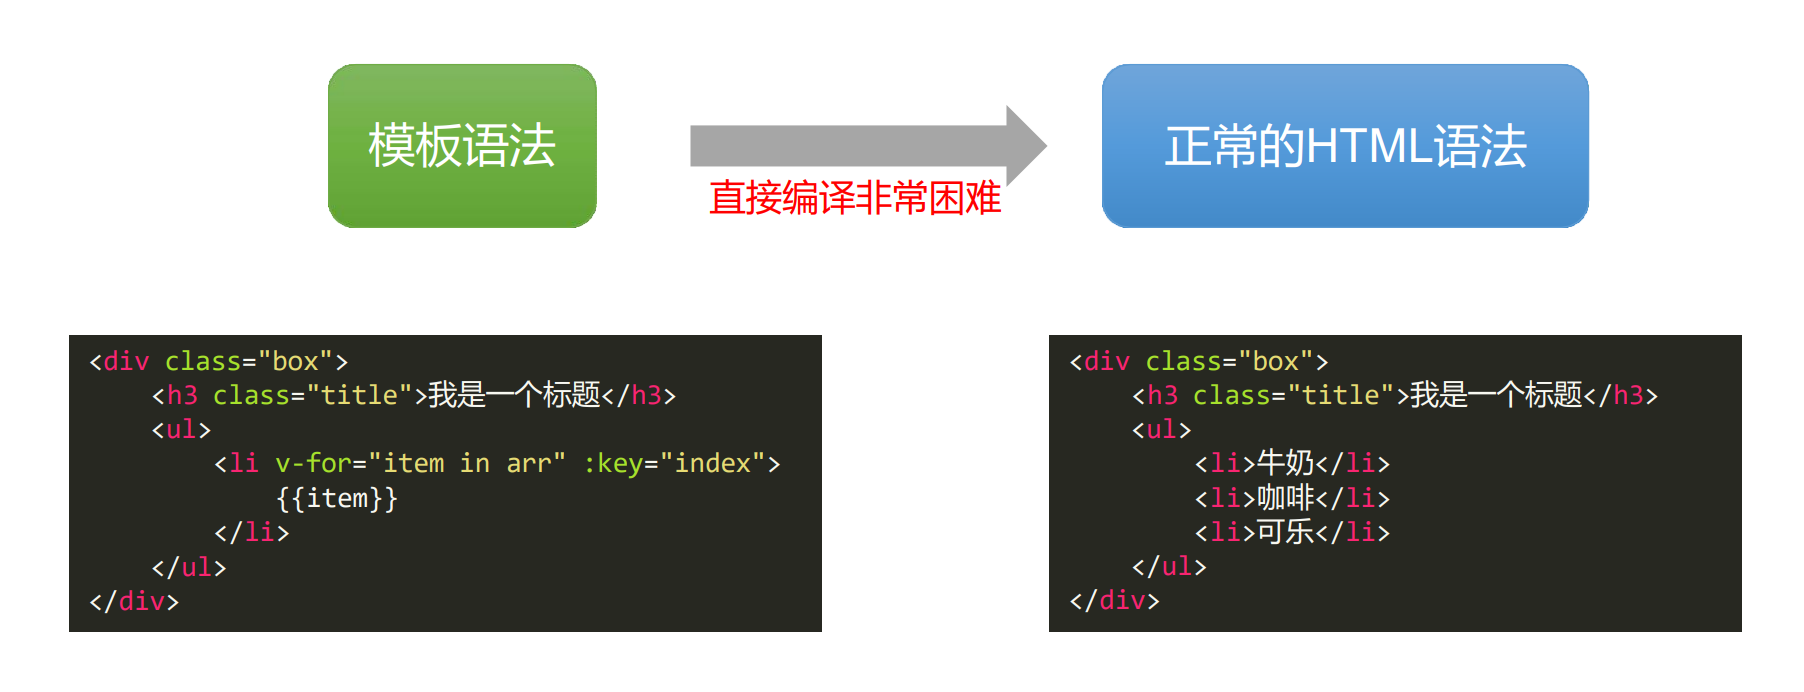 模板语法
直接编译非常困难
正常的HTML语法
<div class="box">
    <h3 class="title">我是一个标题</h3>
    <ul>
        <li v-for="item in arr" :key="index">
            {{item}}
        </li>
    </ul>
</div>
<div class="box">
    <h3 class="title">我是一个标题</h3>
    <ul>
        <li>牛奶</li>
        <li>咖啡</li>
        <li>可乐</li>
    </ul>
</div>